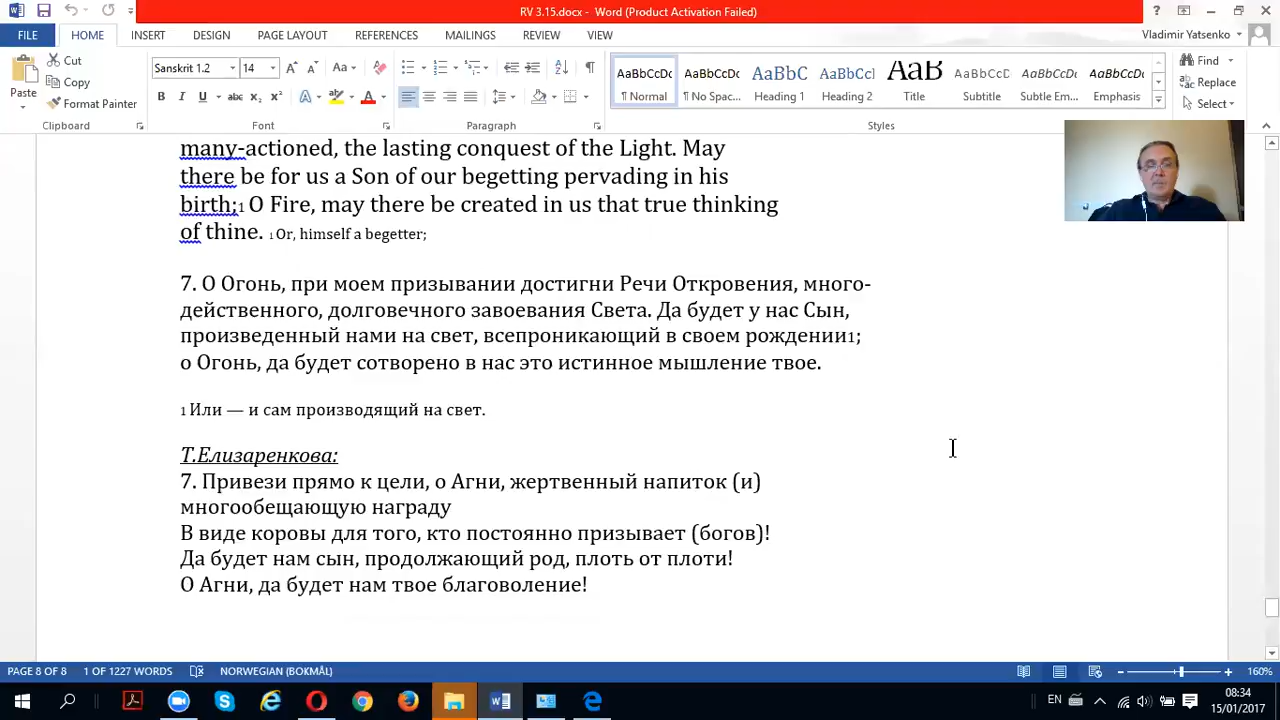 RV 3.15.docx - Word (Product Activation Failed)
FILE HOME INSERT DESIGN PAGE LAYOUT REFERENCES MAILINGS REVIEW VIEW Vladimir Yatsenko
Paste
Cut
Copy
Format Painter
Clipboard
Sanskrit 1.2 14
Font
Paragraph
AaBbCcDc AaBbCcDc AaBbC AaBbCcI AaB AaBbCcD AaBbCcDc
¶ Normal ¶ No Spac... Heading 1 Heading 2 Title Subtitle Subtle Em... Emphasis
Styles
Find
Replace
Select
many-actioned, the lasting conquest of the Light. May
there be for us a Son of our begetting pervading in his
birth;1 O Fire, may there be created in us that true thinking
of thine. 1 Or, himself a begetter;
7. О Огонь, при моем призывании достигни Речи Откровения, много-
действенного, долговечного завоевания Света. Да будет у нас Сын,
произведенный нами на свет, всепроникающий в своем рождении1;
о Огонь, да будет сотворено в нас это истинное мышление твое.
1 Или — и сам производящий на свет.
Т.Елизаренкова:
7. Привези прямо к цели, о Агни, жертвенный напиток (и)
многообещающую награду
В виде коровы для того, кто постоянно призывает (богов)!
Да будет нам сын, продолжающий род, плоть от плоти!
О Агни, да будет нам твое благоволение!
PAGE 8 OF 8 1 OF 1227 WORDS NORWEGIAN (BOKMÅL) 160%
EN 08:34
15/01/2017